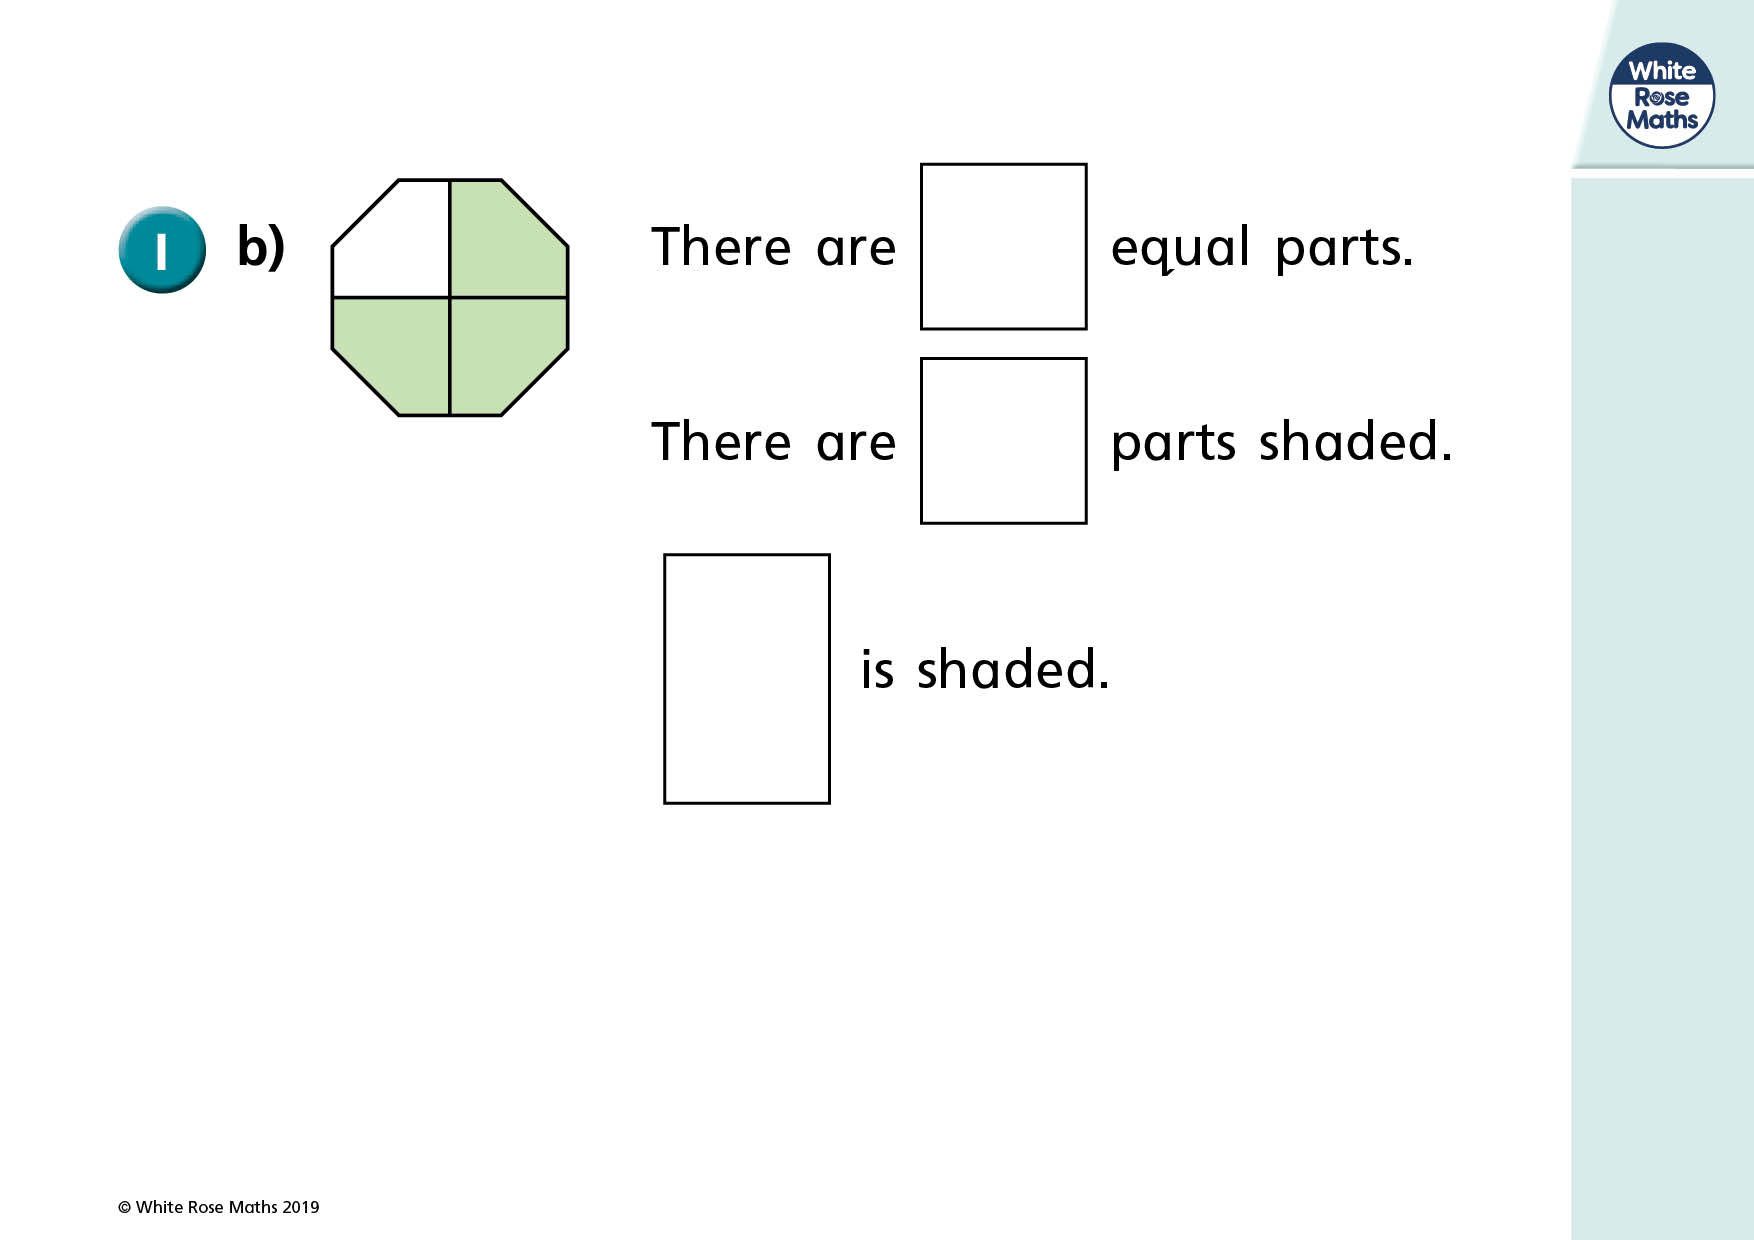 White
Rose
Maths
1 b) There are equal parts.
There are parts shaded.
is shaded.
© White Rose Maths 2019